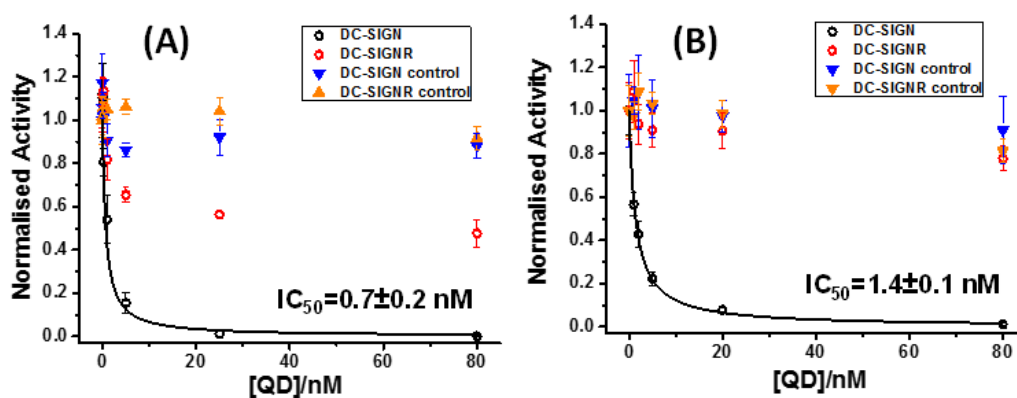 (A)
DC-SIGN
DC-SIGNR
DC-SIGN control
DC-SIGNR control
1.4
1.2
1.0
0.8
0.6
0.4
0.2
0.0
Normalised Activity
IC50=0.7±0.2 nM
0 20 40 60 80
[QD]/nM
(B)
DC-SIGN
DC-SIGNR
DC-SIGN control
DC-SIGNR control
1.4
1.2
1.0
0.8
0.6
0.4
0.2
0.0
Normalised Activity
IC50=1.4±0.1 nM
0 20 40 60 80
[QD]/nM